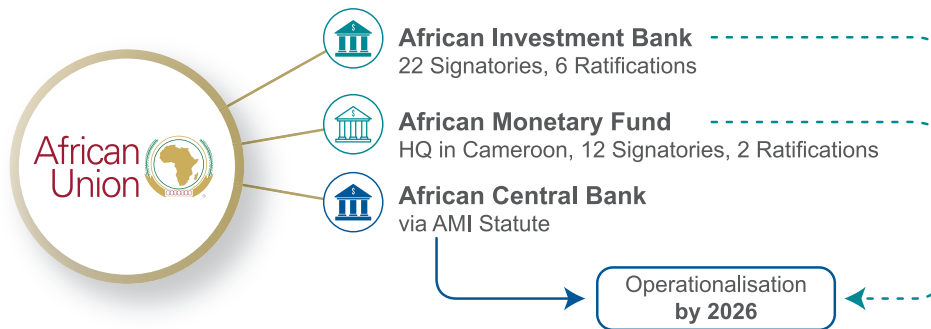 African
Union
African Investment Bank
22 Signatories, 6 Ratifications
African Monetary Fund
HQ in Cameroon, 12 Signatories, 2 Ratifications
African Central Bank
via AMI Statute
Operationalisation
by 2026